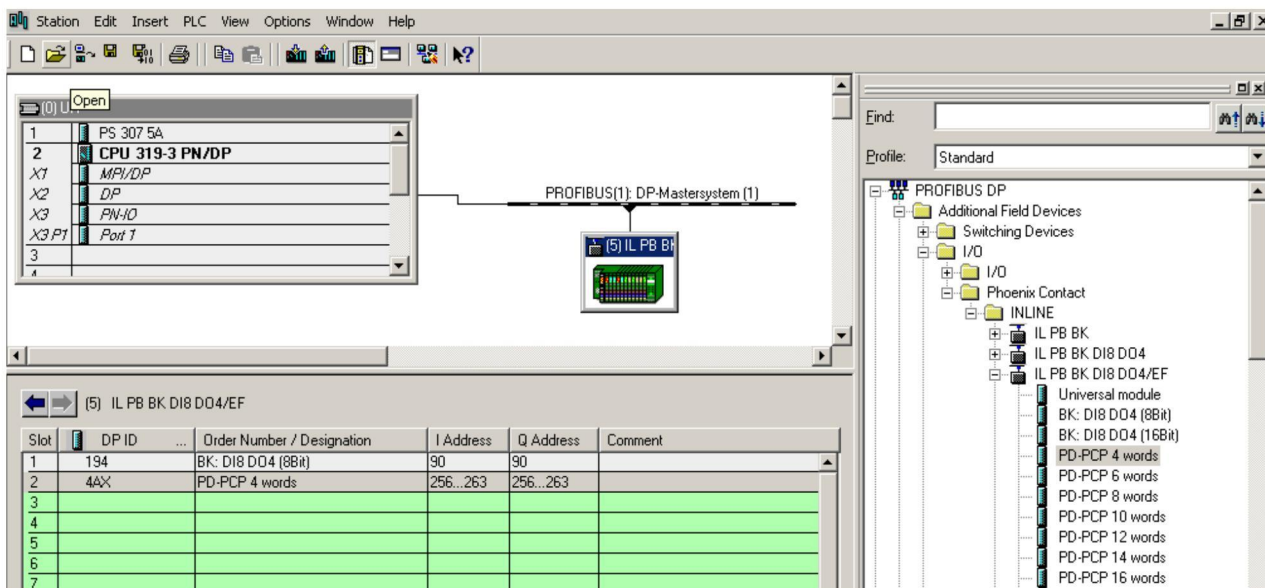 Station Edit Insert PLC View Options Window Help
Open
(0) U
1 PS 307 5A
2 CPU 319-3 PN/DP
X1 MPI/DP
X2 DP
X3 PN-IO
X3 P1 Port 1
3
4
PROFIBUS(1): DP-Mastersystem (1)
(5) IL PB BK
(5) IL PB BK DI8 DO4/EF
Slot DP ID ... Order Number / Designation I Address Q Address Comment
1 194 BK: DI8 DO4 (8Bit) 90 90
2 4AX PD-PCP 4 words 256...263 256...263
3
4
5
6
7
Find:
Profile: Standard
PROFIBUS DP
Additional Field Devices
Switching Devices
I/O
I/O
Phoenix Contact
INLINE
IL PB BK
IL PB BK DI8 DO4
IL PB BK DI8 DO4/EF
Universal module
BK: DI8 DO4 (8Bit)
BK: DI8 DO4 (16Bit)
PD-PCP 4 words
PD-PCP 6 words
PD-PCP 8 words
PD-PCP 10 words
PD-PCP 12 words
PD-PCP 14 words
PD-PCP 16 words